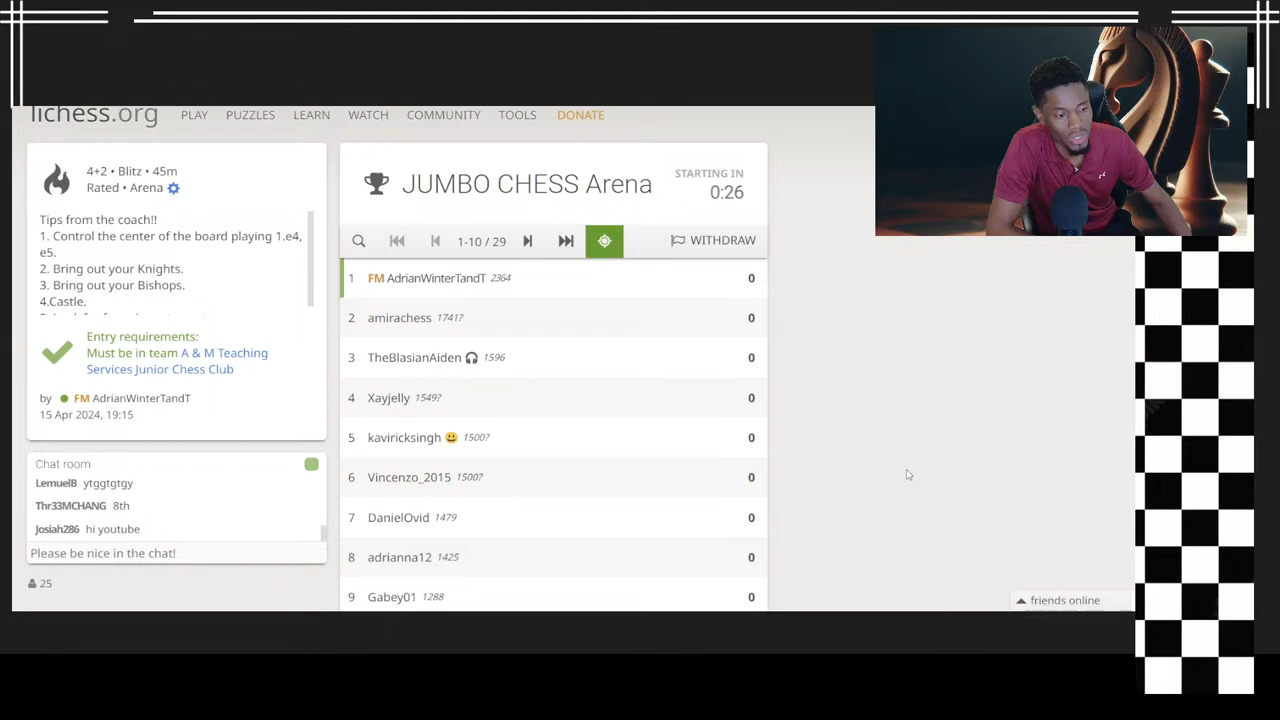 lichess.org PLAY PUZZLES LEARN WATCH COMMUNITY TOOLS DONATE
4+2 • Blitz • 45m
Rated • Arena
Tips from the coach!!
1. Control the center of the board playing 1.e4,
e5.
2. Bring out your Knights.
3. Bring out your Bishops.
4.Castle.
Entry requirements:
Must be in team A & M Teaching
Services Junior Chess Club
by FM AdrianWinterTandT
15 Apr 2024, 19:15
Chat room
LemuelB ytggtgtgy
Thr33MCHANG 8th
Josiah286 hi youtube
Please be nice in the chat!
25
JUMBO CHESS Arena
STARTING IN
0:26
1-10 / 29 WITHDRAW
1 FM AdrianWinterTandT 2364 0
2 amirachess 1741? 0
3 TheBlasianAiden 🎧 1596 0
4 Xayjelly 1549? 0
5 kaviricksingh 😃 1500? 0
6 Vincenzo_2015 1500? 0
7 DanielOvid 1479 0
8 adrianna12 1425 0
9 Gabey01 1288 0
friends online